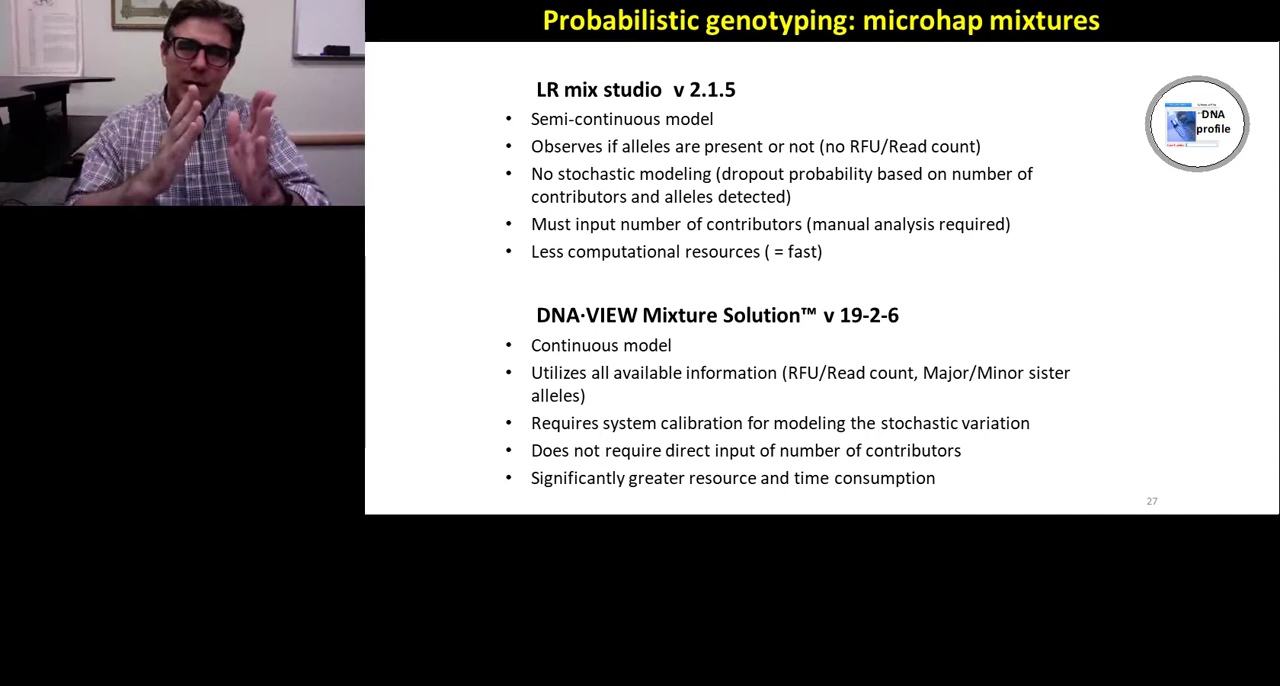 Probabilistic genotyping: microhap mixtures
LR mix studio v 2.1.5
• Semi-continuous model
• Observes if alleles are present or not (no RFU/Read count)
• No stochastic modeling (dropout probability based on number of
contributors and alleles detected)
• Must input number of contributors (manual analysis required)
• Less computational resources ( = fast)
DNA·VIEW Mixture Solution™ v 19-2-6
• Continuous model
• Utilizes all available information (RFU/Read count, Major/Minor sister
alleles)
• Requires system calibration for modeling the stochastic variation
• Does not require direct input of number of contributors
• Significantly greater resource and time consumption
DNA
profile
27